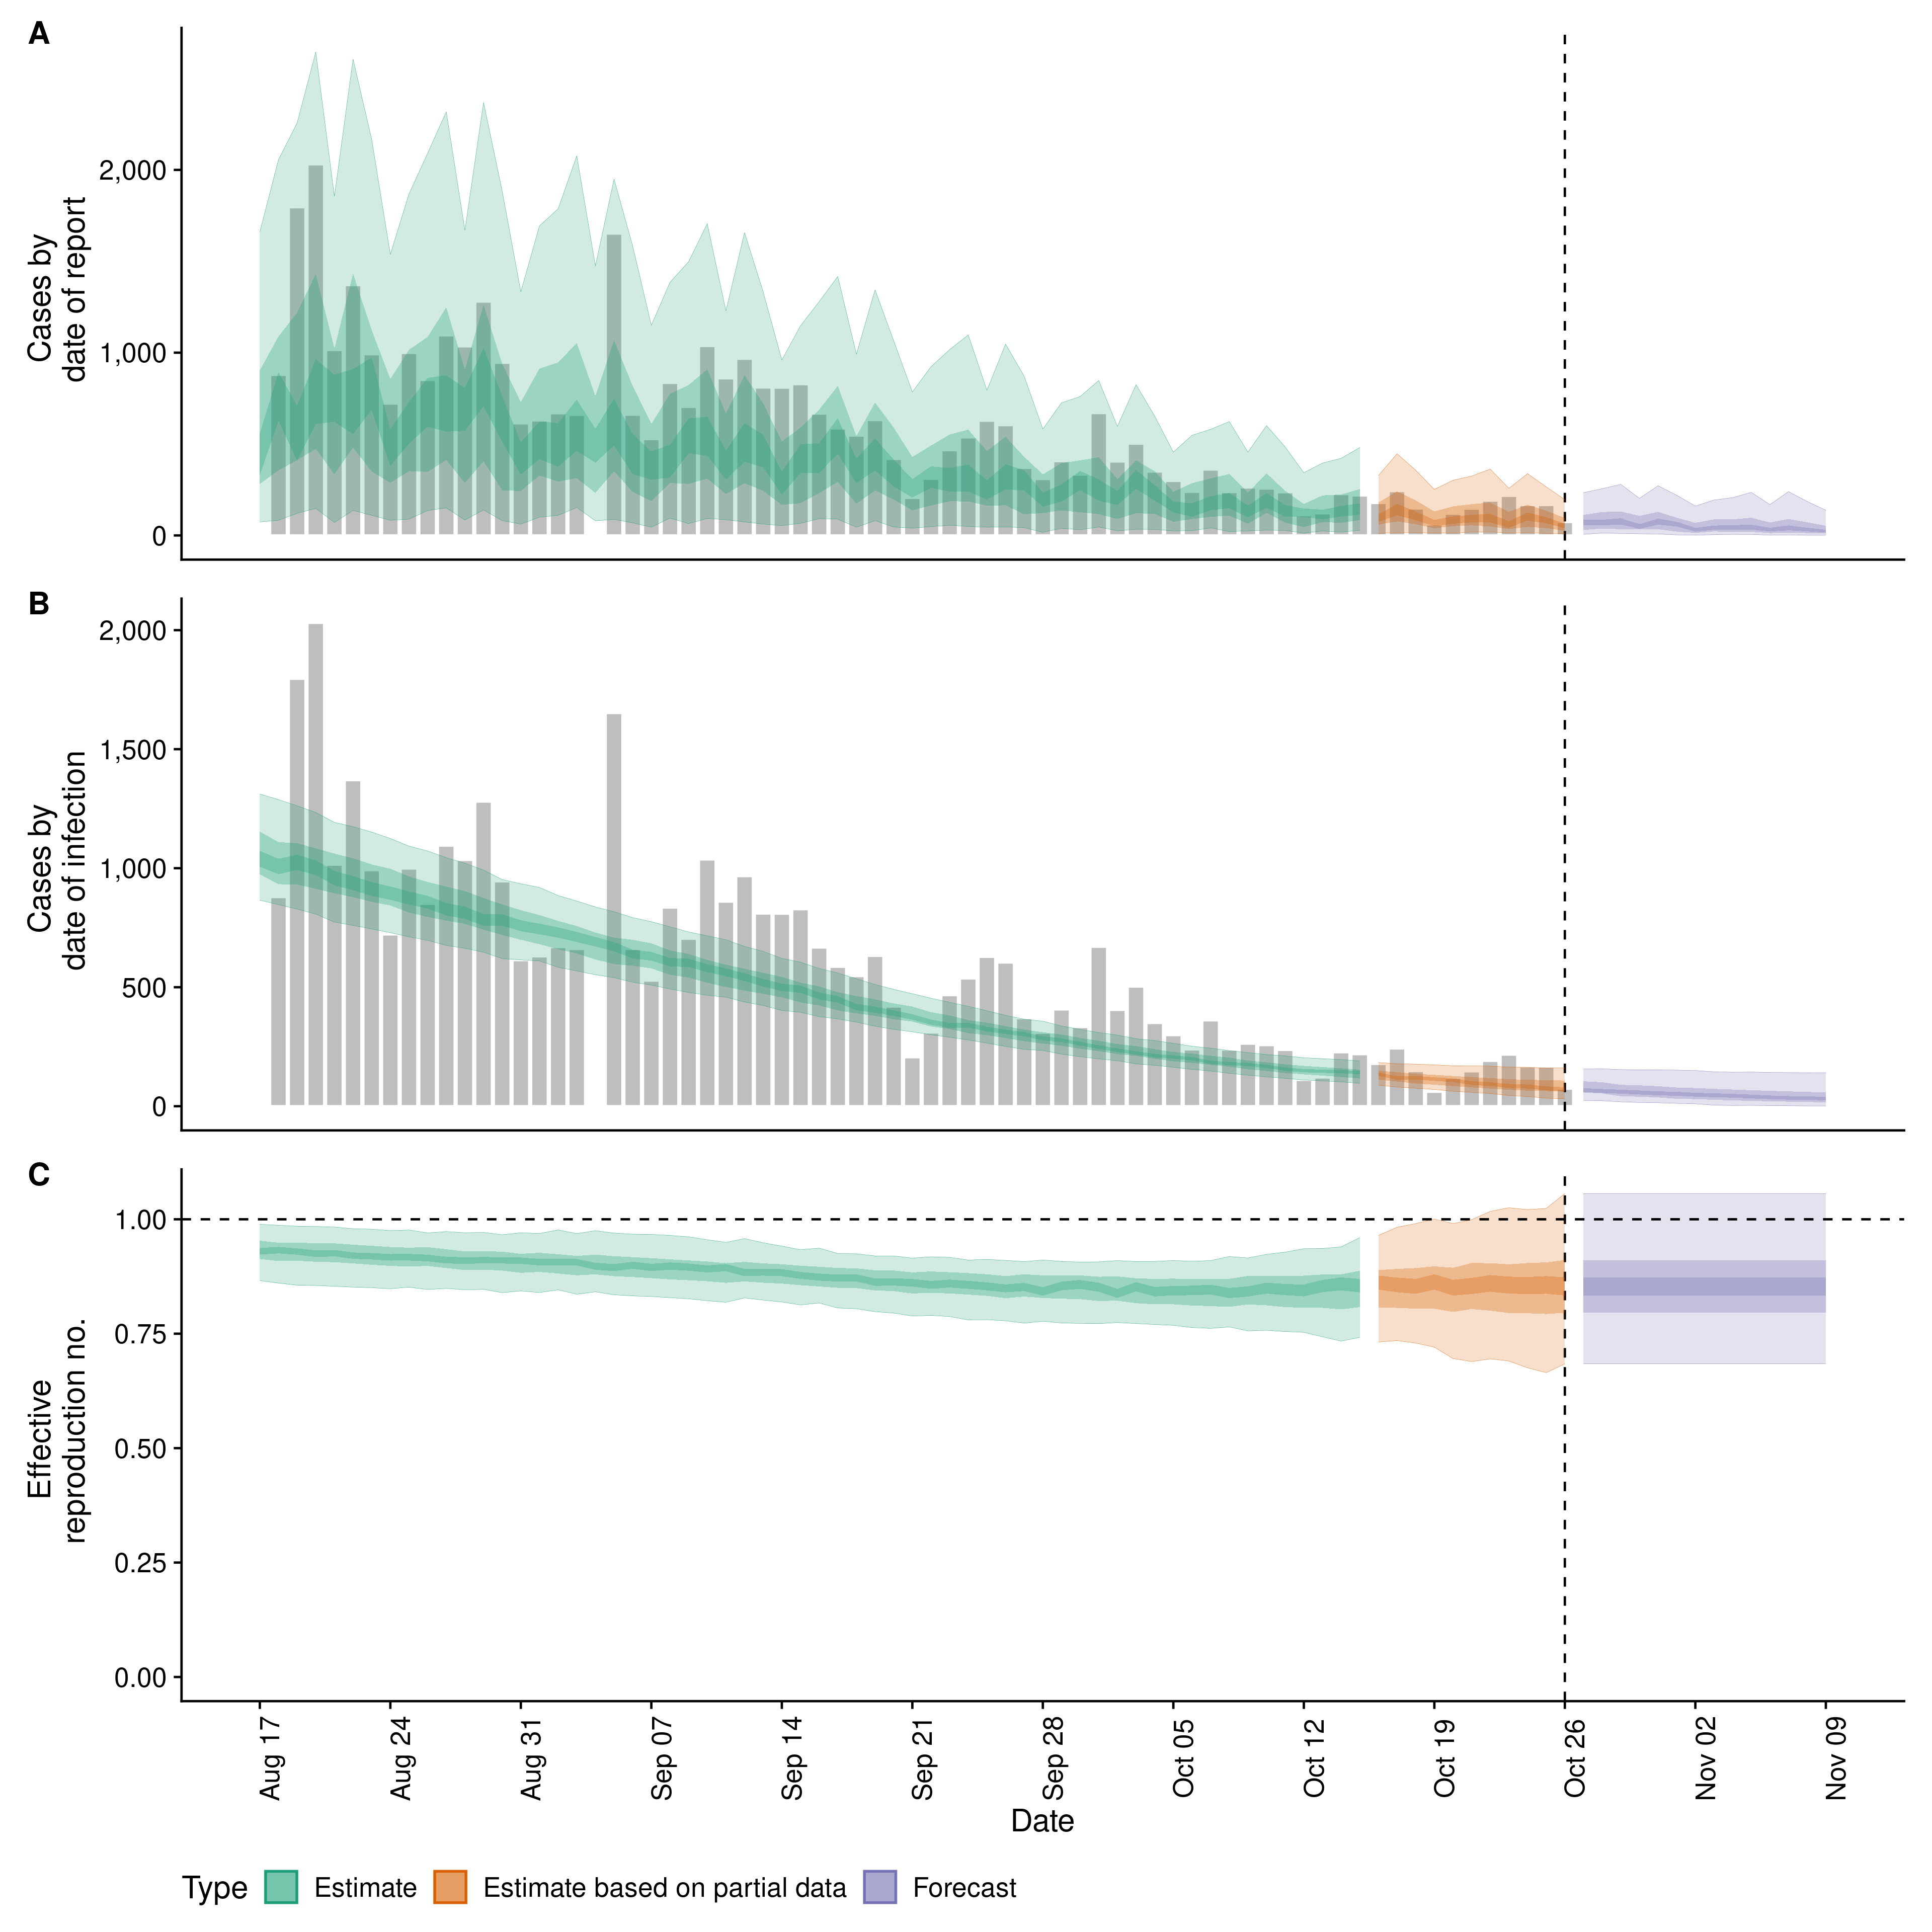 A
Cases by
date of report
2,000
1,000
0
B
Cases by
date of infection
2,000
1,500
1,000
500
0
C
Effective
reproduction no.
1.00
0.75
0.50
0.25
0.00
Aug 17
Aug 24
Aug 31
Sep 07
Sep 14
Sep 21
Sep 28
Oct 05
Oct 12
Oct 19
Oct 26
Nov 02
Nov 09
Date
Type
Estimate
Estimate based on partial data
Forecast